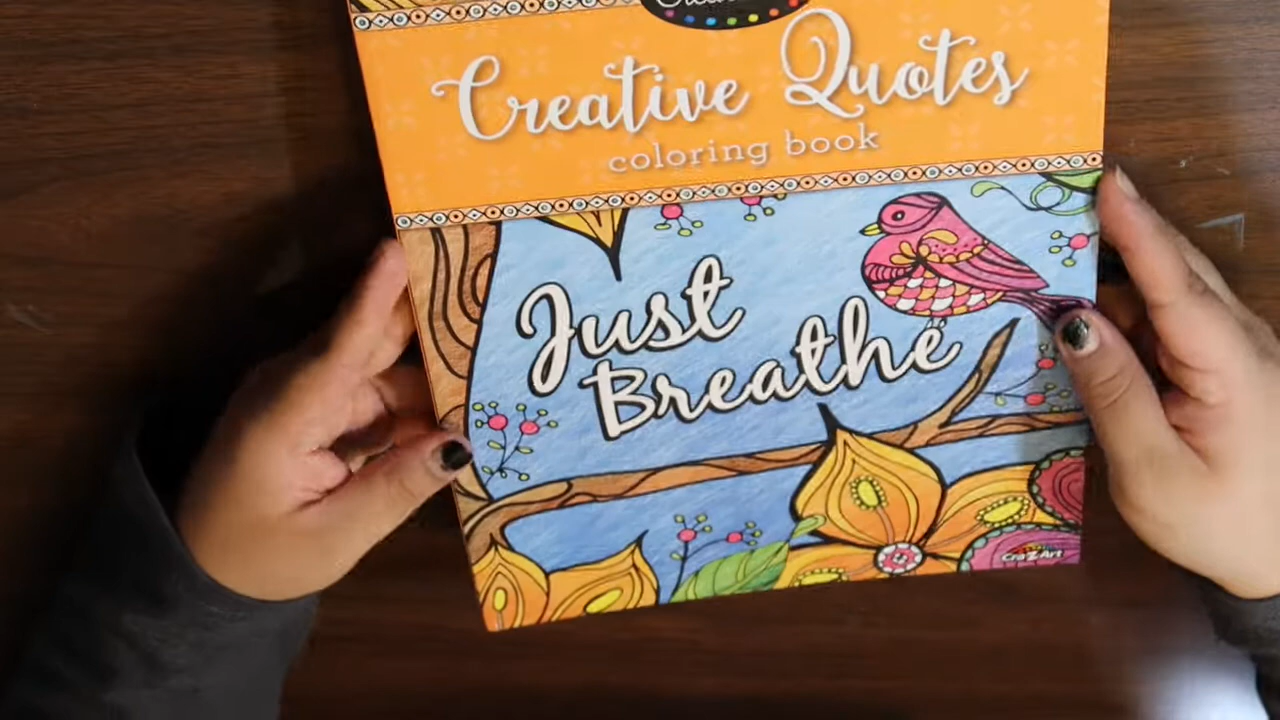 Creative Quotes
coloring book
Just
Breathe
Cra-Z-Art